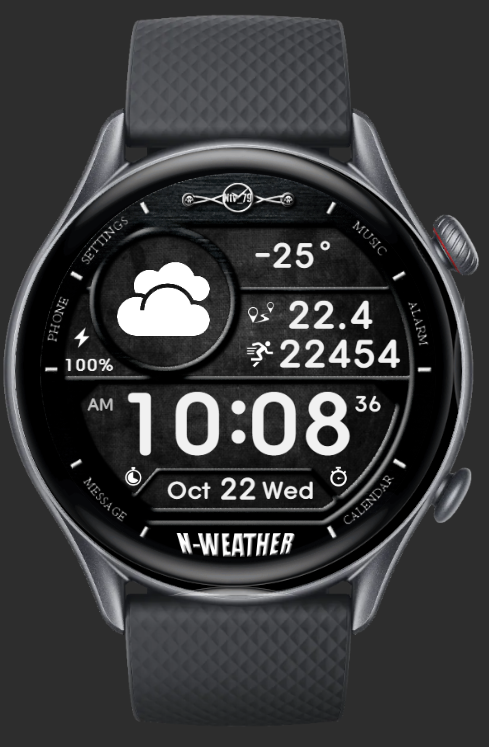 SETTINGS
MUSIC
-25°
PHONE
ALARM
22.4
100%
22454
AM 10:08 36
Oct 22 Wed
MESSAGE
CALENDAR
N-WEATHER